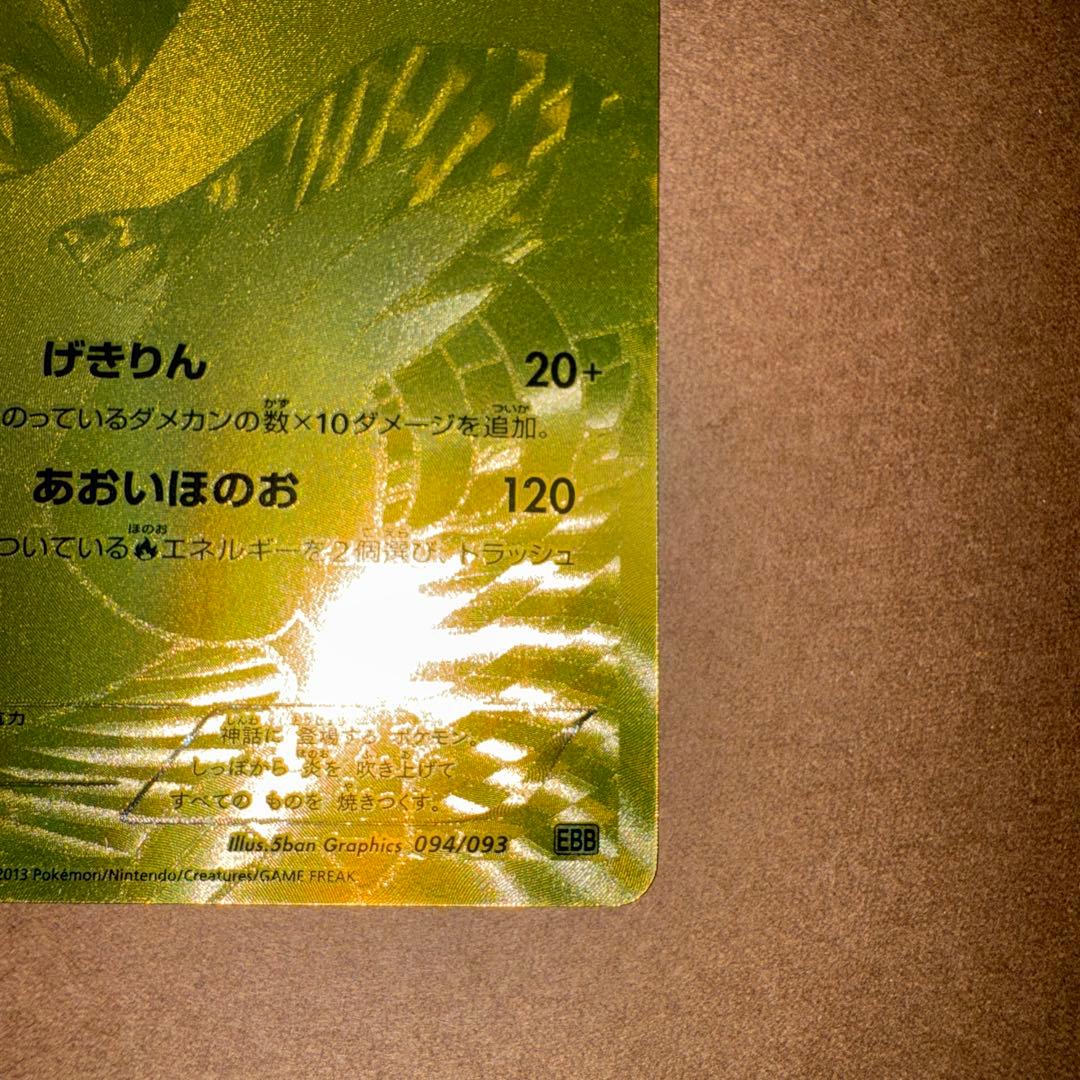 げきりん 20+
のっているダメカンの数×10ダメージを追加。
あおいほのお 120
ついている🔥エネルギーを2個選び、トラッシュ
神話に 登場する ポケモン。
しっぽから 炎を 吹き上げて
すべての ものを 焼きつくす。
Illus.5ban Graphics 094/093 EBB
2013 Pokémon/Nintendo/Creatures/GAME FREAK